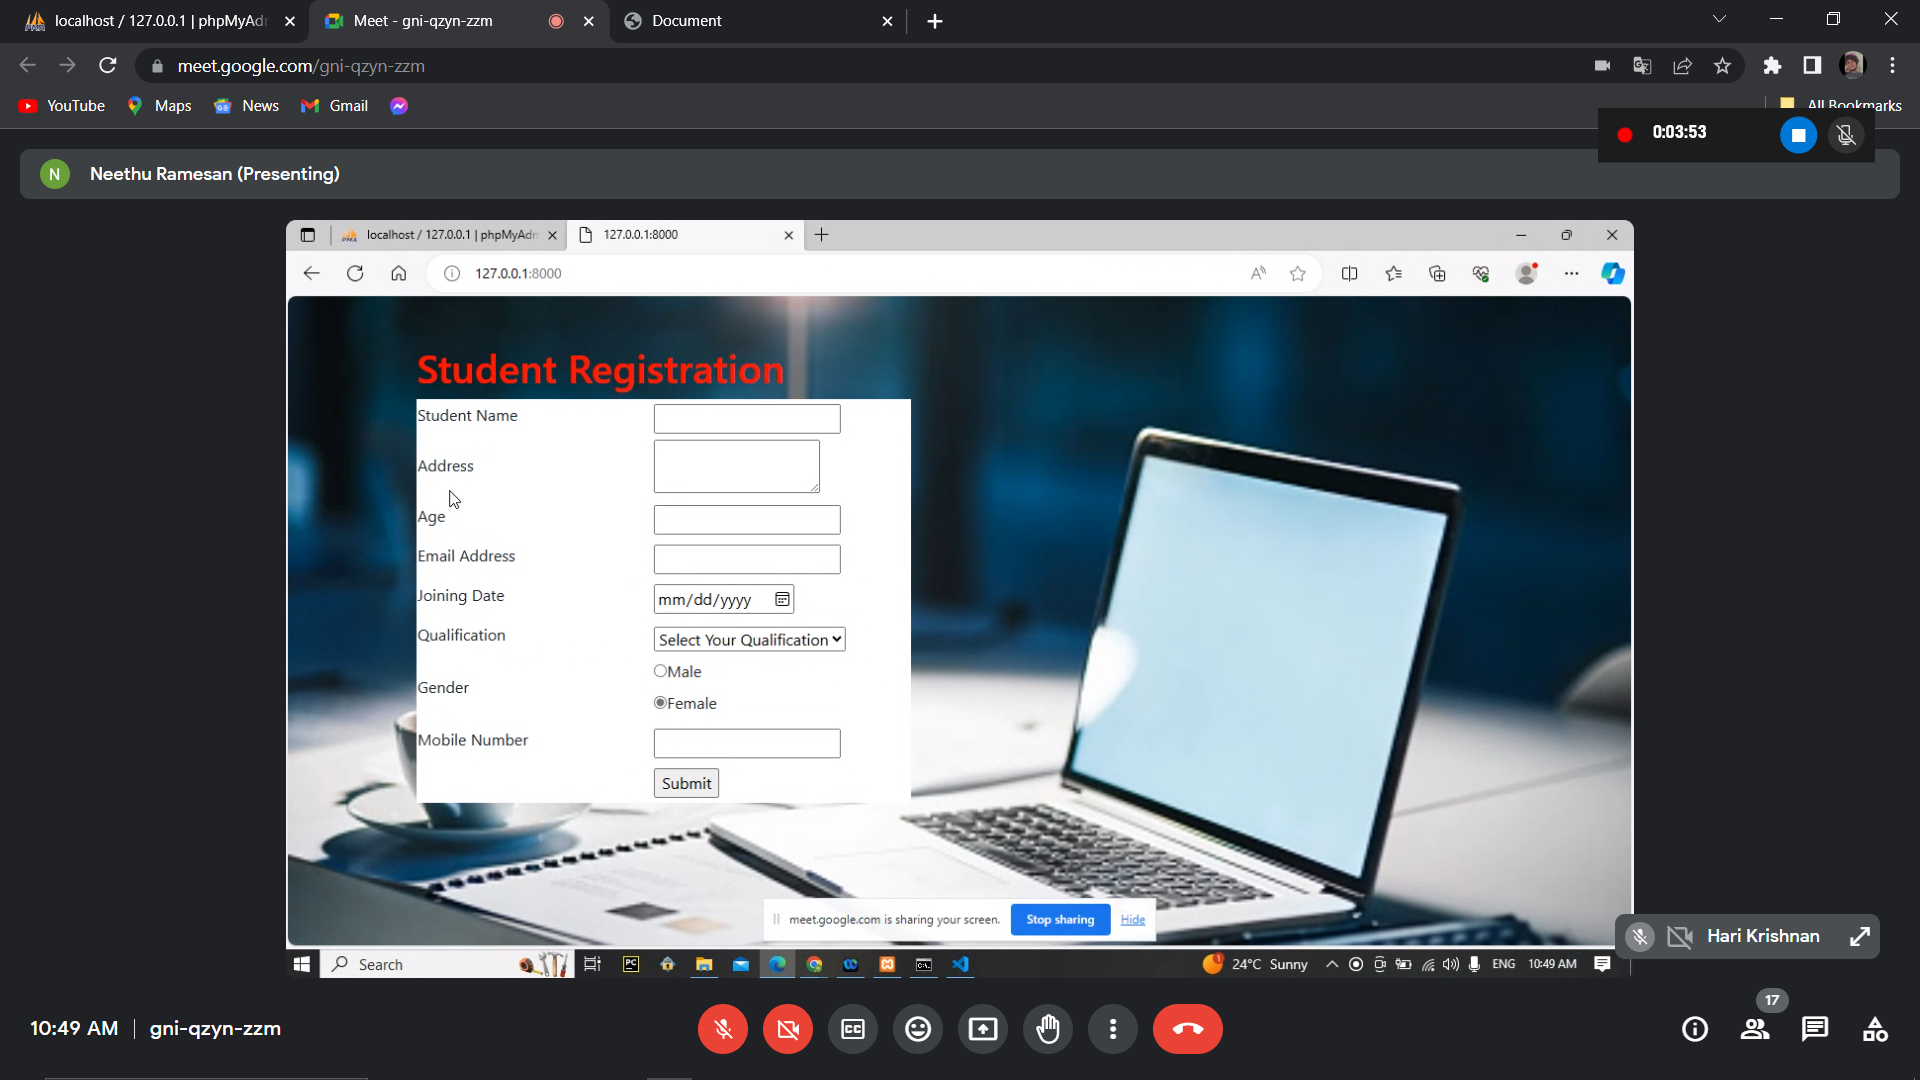 localhost / 127.0.0.1 | phpMyAdr
Meet - gni-qzyn-zzm
Document
meet.google.com/gni-qzyn-zzm
YouTube
Maps
News
Gmail
All Bookmarks
0:03:53
N
Neethu Ramesan (Presenting)
localhost / 127.0.0.1 | phpMyAdn
127.0.0.1:8000
127.0.0.1:8000
Student Registration
Student Name
Address
Age
Email Address
Joining Date
mm/dd/yyyy
Qualification
Select Your Qualification
Male
Gender
Female
Mobile Number
Submit
meet.google.com is sharing your screen.
Stop sharing
Hide
Hari Krishnan
Search
24°C Sunny
ENG
10:49 AM
17
10:49 AM
gni-qzyn-zzm